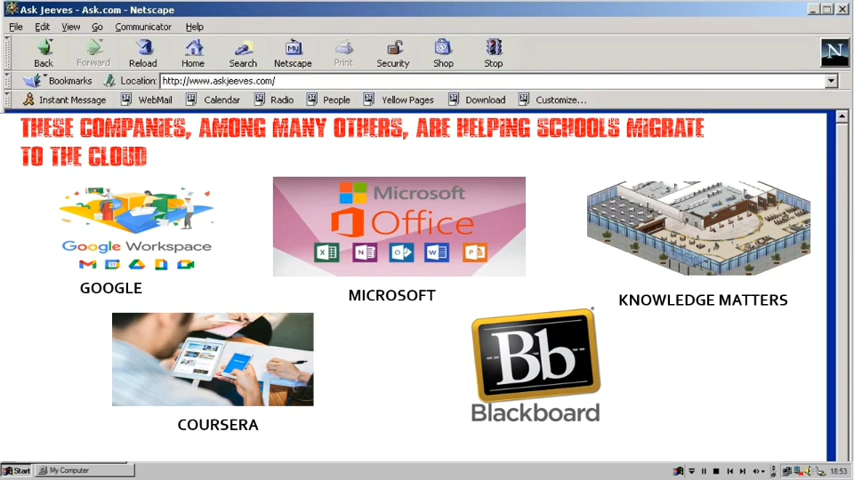 Ask Jeeves - Ask.com - Netscape
File Edit View Go Communicator Help
Back Forward Reload Home Search Netscape Print Security Shop Stop
My
N
Bookmarks Location: http://www.askjeeves.com/
Instant Message WebMail Calendar Radio People Yellow Pages Download Customize...
THESE COMPANIES, AMONG MANY OTHERS, ARE HELPING SCHOOLS MIGRATE
TO THE CLOUD
Google Workspace
GOOGLE
Microsoft
Office
X N O W P
MICROSOFT
KNOWLEDGE MATTERS
COURSERA
Bb
Blackboard
Start My Computer 18:53